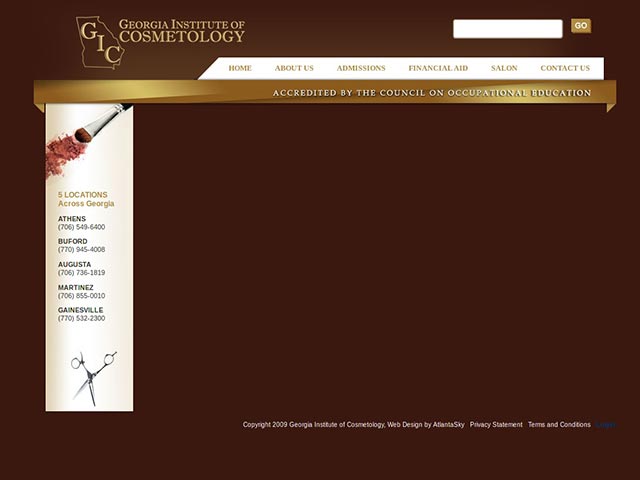 GEORGIA INSTITUTE OF
COSMETOLOGY
GIC
GO
HOME ABOUT US ADMISSIONS FINANCIAL AID SALON CONTACT US
ACCREDITED BY THE COUNCIL ON OCCUPATIONAL EDUCATION
5 LOCATIONS
Across Georgia
ATHENS
(706) 549-6400
BUFORD
(770) 945-4008
AUGUSTA
(706) 736-1819
MARTINEZ
(706) 855-0010
GAINESVILLE
(770) 532-2300
Copyright 2009 Georgia Institute of Cosmetology, Web Design by AtlantaSky Privacy Statement Terms and Conditions